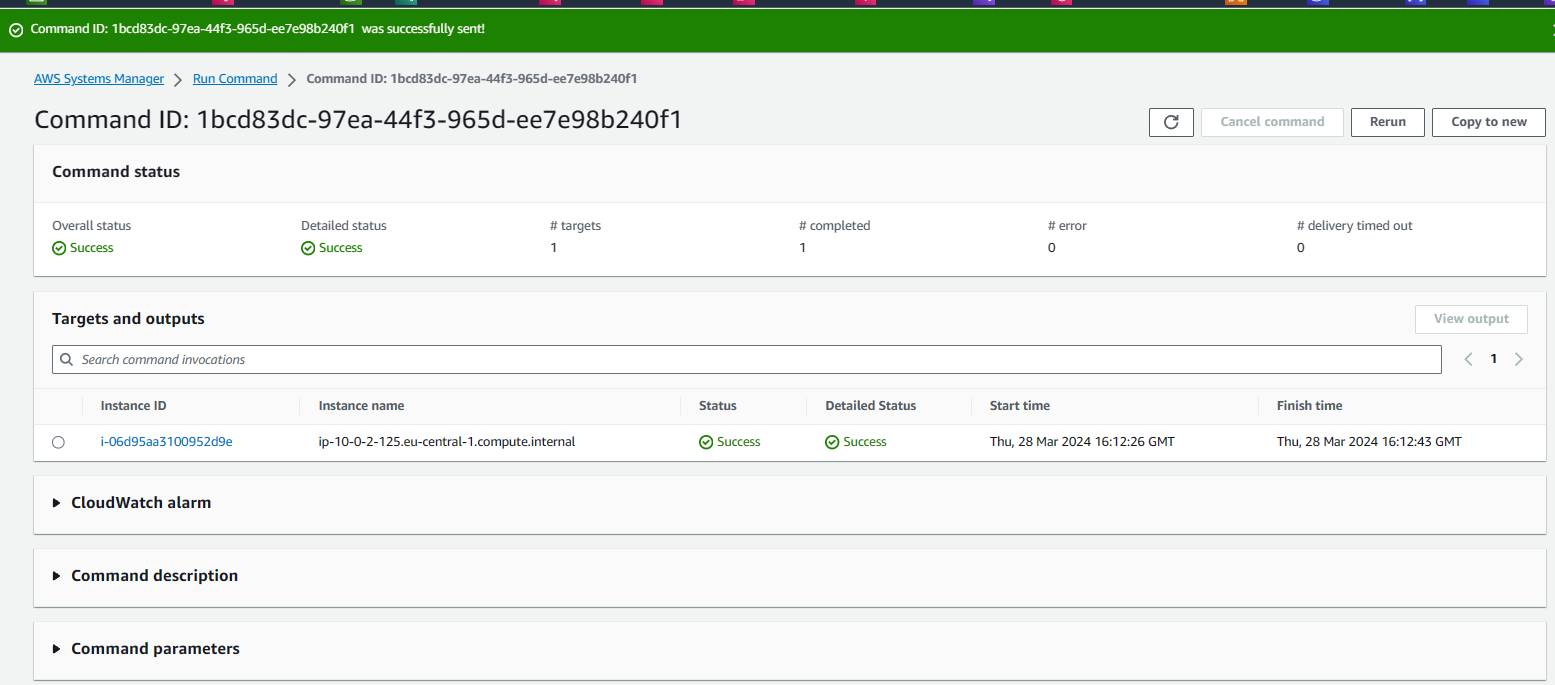 Command ID: 1bcd83dc-97ea-44f3-965d-ee7e98b240f1 was successfully sent!
AWS Systems Manager > Run Command > Command ID: 1bcd83dc-97ea-44f3-965d-ee7e98b240f1
Command ID: 1bcd83dc-97ea-44f3-965d-ee7e98b240f1
Cancel command Rerun Copy to new
Command status
Overall status Detailed status # targets # completed # error # delivery timed out
Success Success 1 1 0 0
Targets and outputs View output
Search command invocations 1
Instance ID Instance name Status Detailed Status Start time Finish time
i-06d95aa3100952d9e ip-10-0-2-125.eu-central-1.compute.internal Success Success Thu, 28 Mar 2024 16:12:26 GMT Thu, 28 Mar 2024 16:12:43 GMT
CloudWatch alarm
Command description
Command parameters